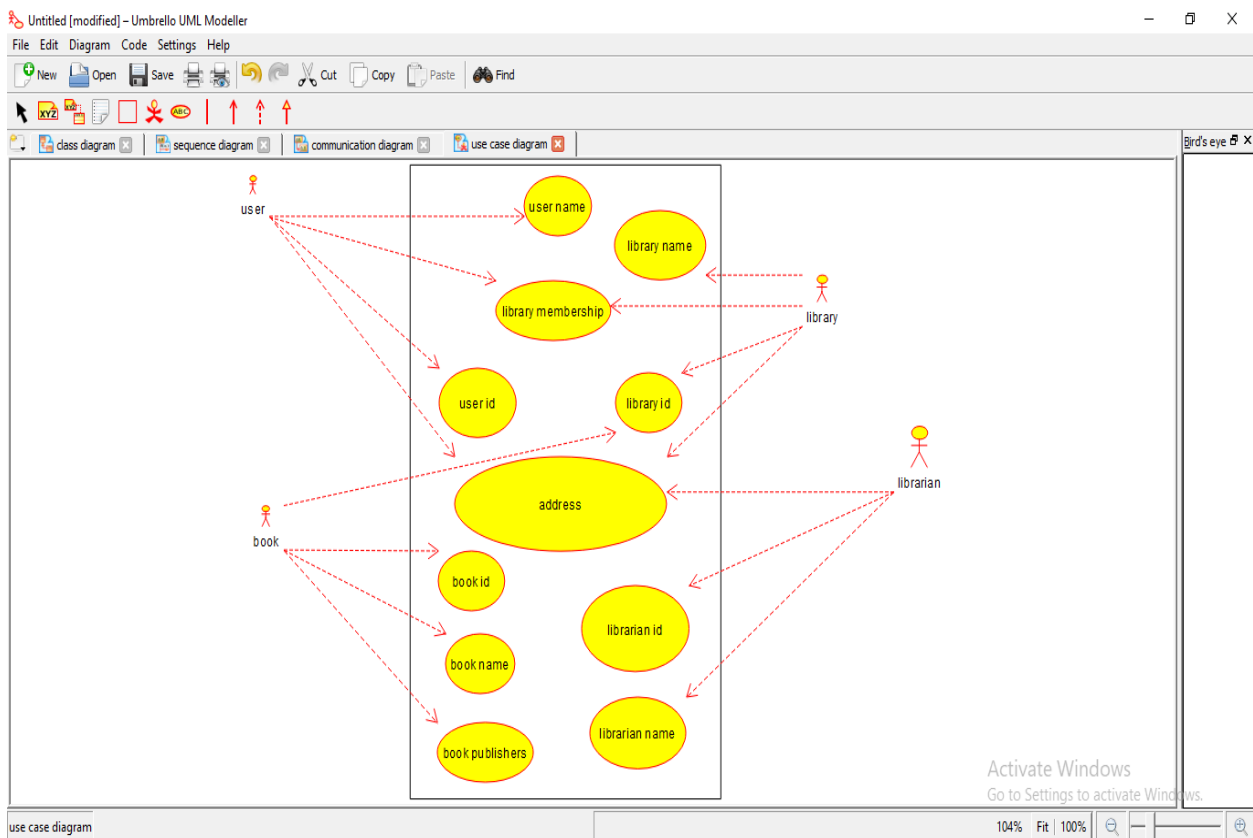 Untitled [modified] – Umbrello UML Modeller
File Edit Diagram Code Settings Help
New Open Save Cut Copy Paste Find
XYZ XYZ ABC
class diagram sequence diagram communication diagram use case diagram
Bird's eye
user
user name
library name
library membership
library
user id
library id
librarian
address
book
book id
librarian id
book name
librarian name
book publishers
Activate Windows
Go to Settings to activate Windows.
use case diagram
104% Fit 100%